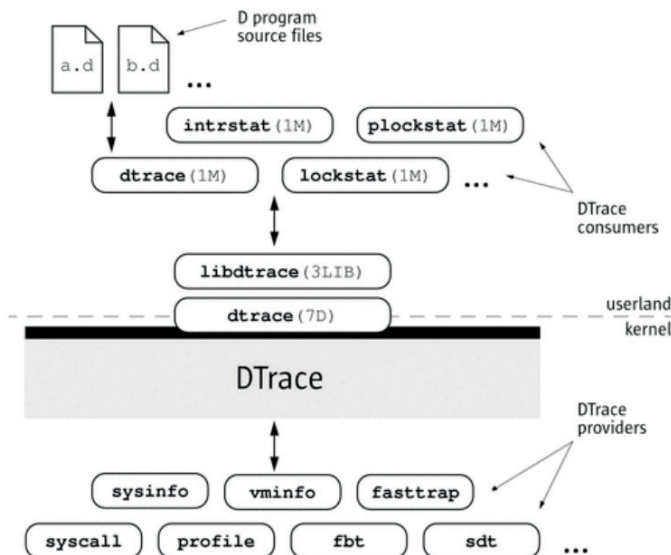 D program
source files
a.d b.d ...
intrstat(1M) plockstat(1M)
dtrace(1M) lockstat(1M) ...
DTrace
consumers
libdtrace(3LIB)
userland
dtrace(7D)
kernel
DTrace
DTrace
providers
sysinfo vminfo fasttrap
syscall profile fbt sdt ...